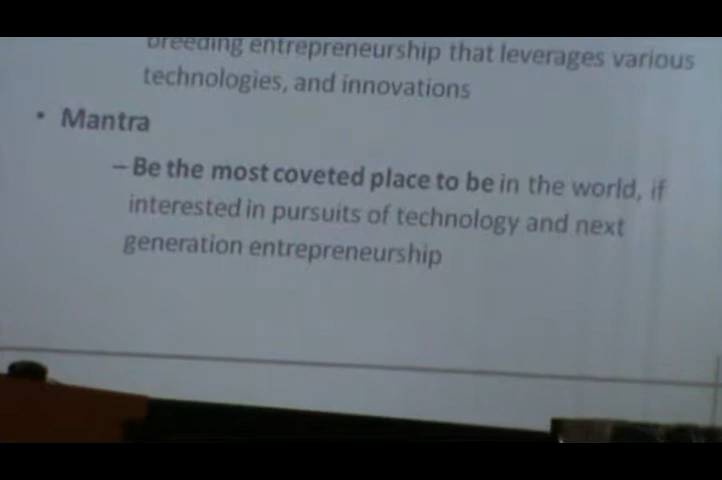 breeding entrepreneurship that leverages various
technologies, and innovations
• Mantra
– Be the most coveted place to be in the world, if
interested in pursuits of technology and next
generation entrepreneurship